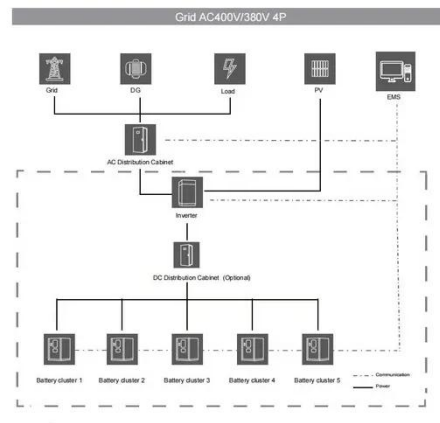 Grid AC400V/380V 4P
Grid
DG
Load
PV
EMS
AC Distribution Cabinet
Inverter
DC Distribution Cabinet (Optional)
Battery cluster 1
Battery cluster 2
Battery cluster 3
Battery cluster 4
Battery cluster 5
Communication
Power